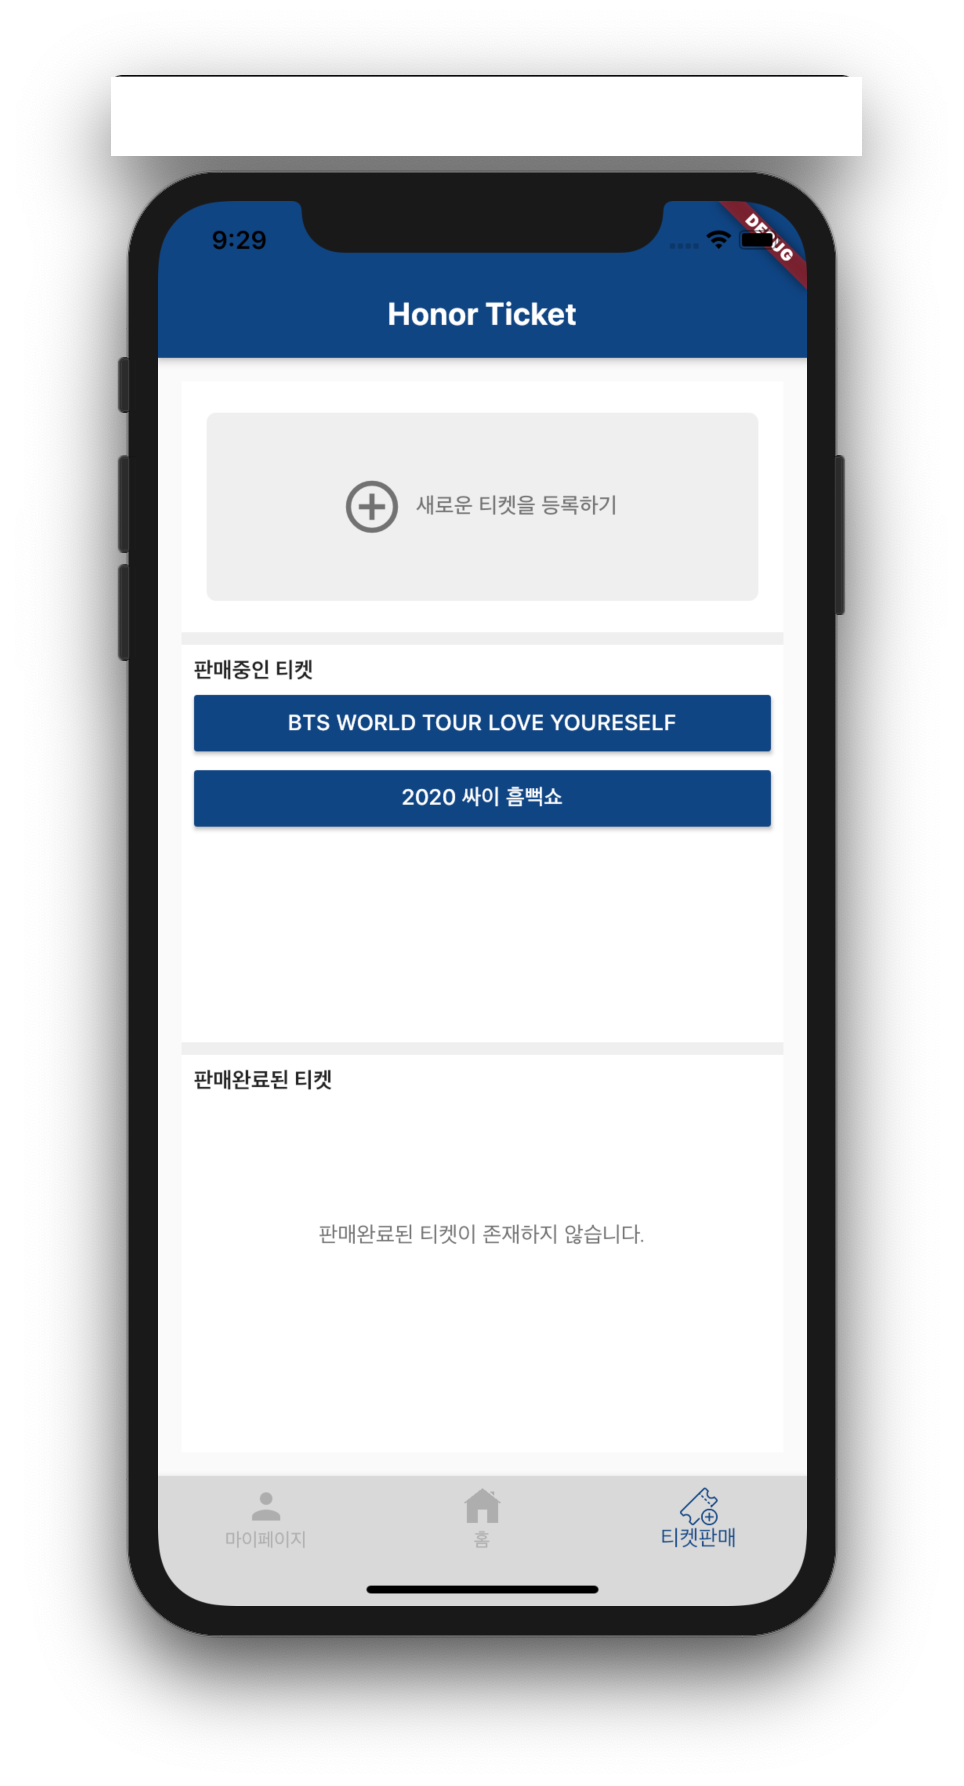 9:29
DEBUG
Honor Ticket
새로운 티켓을 등록하기
판매중인 티켓
BTS WORLD TOUR LOVE YOURESELF
2020 싸이 흠뻑쇼
판매완료된 티켓
판매완료된 티켓이 존재하지 않습니다.
마이페이지
홈
티켓판매